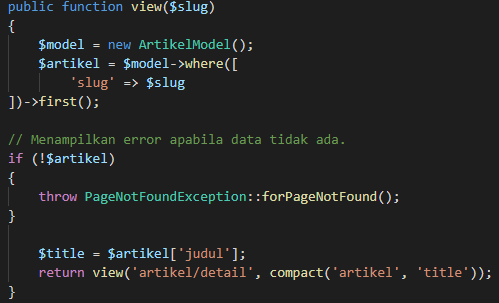 public function view($slug)
{
    $model = new ArtikelModel();
    $artikel = $model->where([
        'slug' => $slug
])->first();

// Menampilkan error apabila data tidak ada.
if (!$artikel)
{
    throw PageNotFoundException::forPageNotFound();
}

    $title = $artikel['judul'];
    return view('artikel/detail', compact('artikel', 'title'));
}